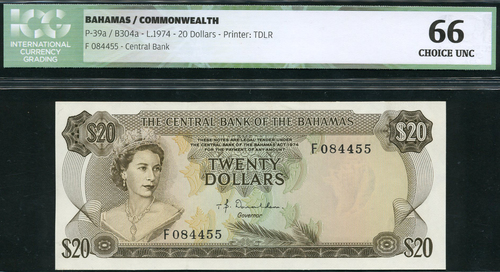 ICG
INTERNATIONAL
CURRENCY
GRADING
BAHAMAS / COMMONWEALTH
P-39a / B304a - L.1974 - 20 Dollars - Printer: TDLR
F 084455 - Central Bank
66
CHOICE UNC
THE CENTRAL BANK OF THE BAHAMAS
$20
$20
THESE NOTES ARE LEGAL TENDER UNDER
THE CENTRAL BANK OF THE BAHAMAS ACT 1974
FOR THE PAYMENT OF ANY AMOUNT
F 084455
TWENTY
DOLLARS
Governor
F 084455
$20
$20